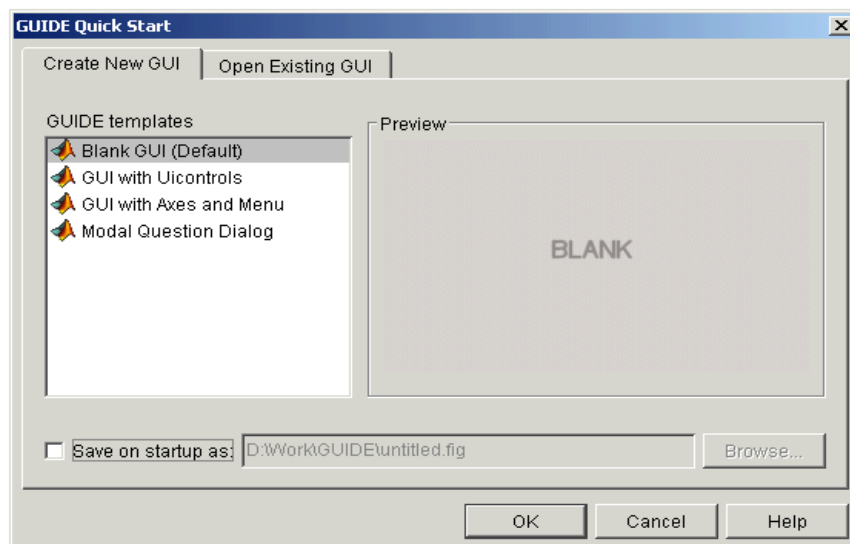 GUIDE Quick Start
Create New GUI
Open Existing GUI
GUIDE templates
Blank GUI (Default)
GUI with Uicontrols
GUI with Axes and Menu
Modal Question Dialog
Preview
BLANK
Save on startup as:
D:\Work\GUIDE\untitled.fig
Browse...
OK
Cancel
Help